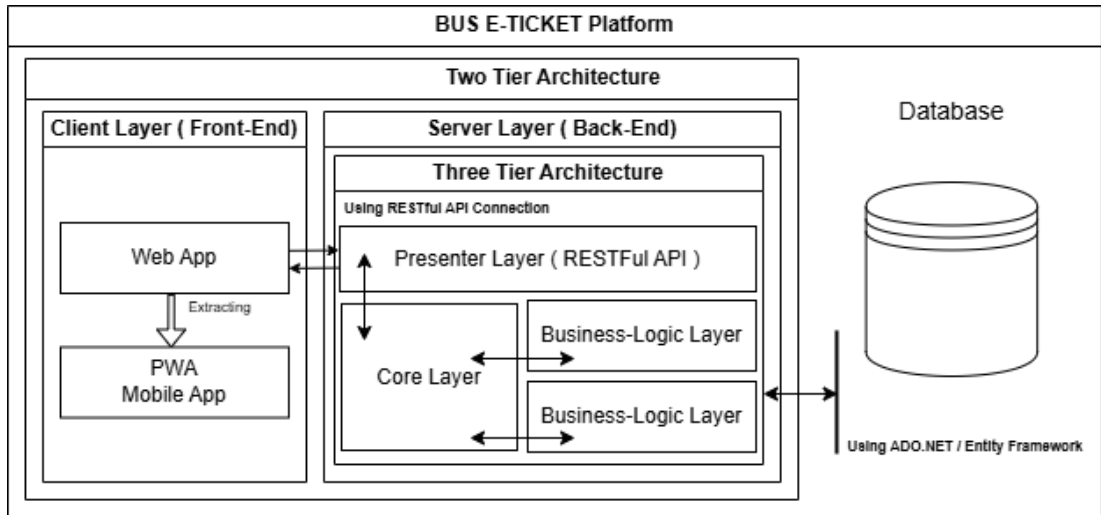 BUS E-TICKET Platform
Two Tier Architecture
Client Layer ( Front-End)
Server Layer ( Back-End)
Database
Three Tier Architecture
Using RESTful API Connection
Web App
Presenter Layer ( RESTFul API )
Extracting
PWA
Mobile App
Core Layer
Business-Logic Layer
Business-Logic Layer
Using ADO.NET / Entity Framework